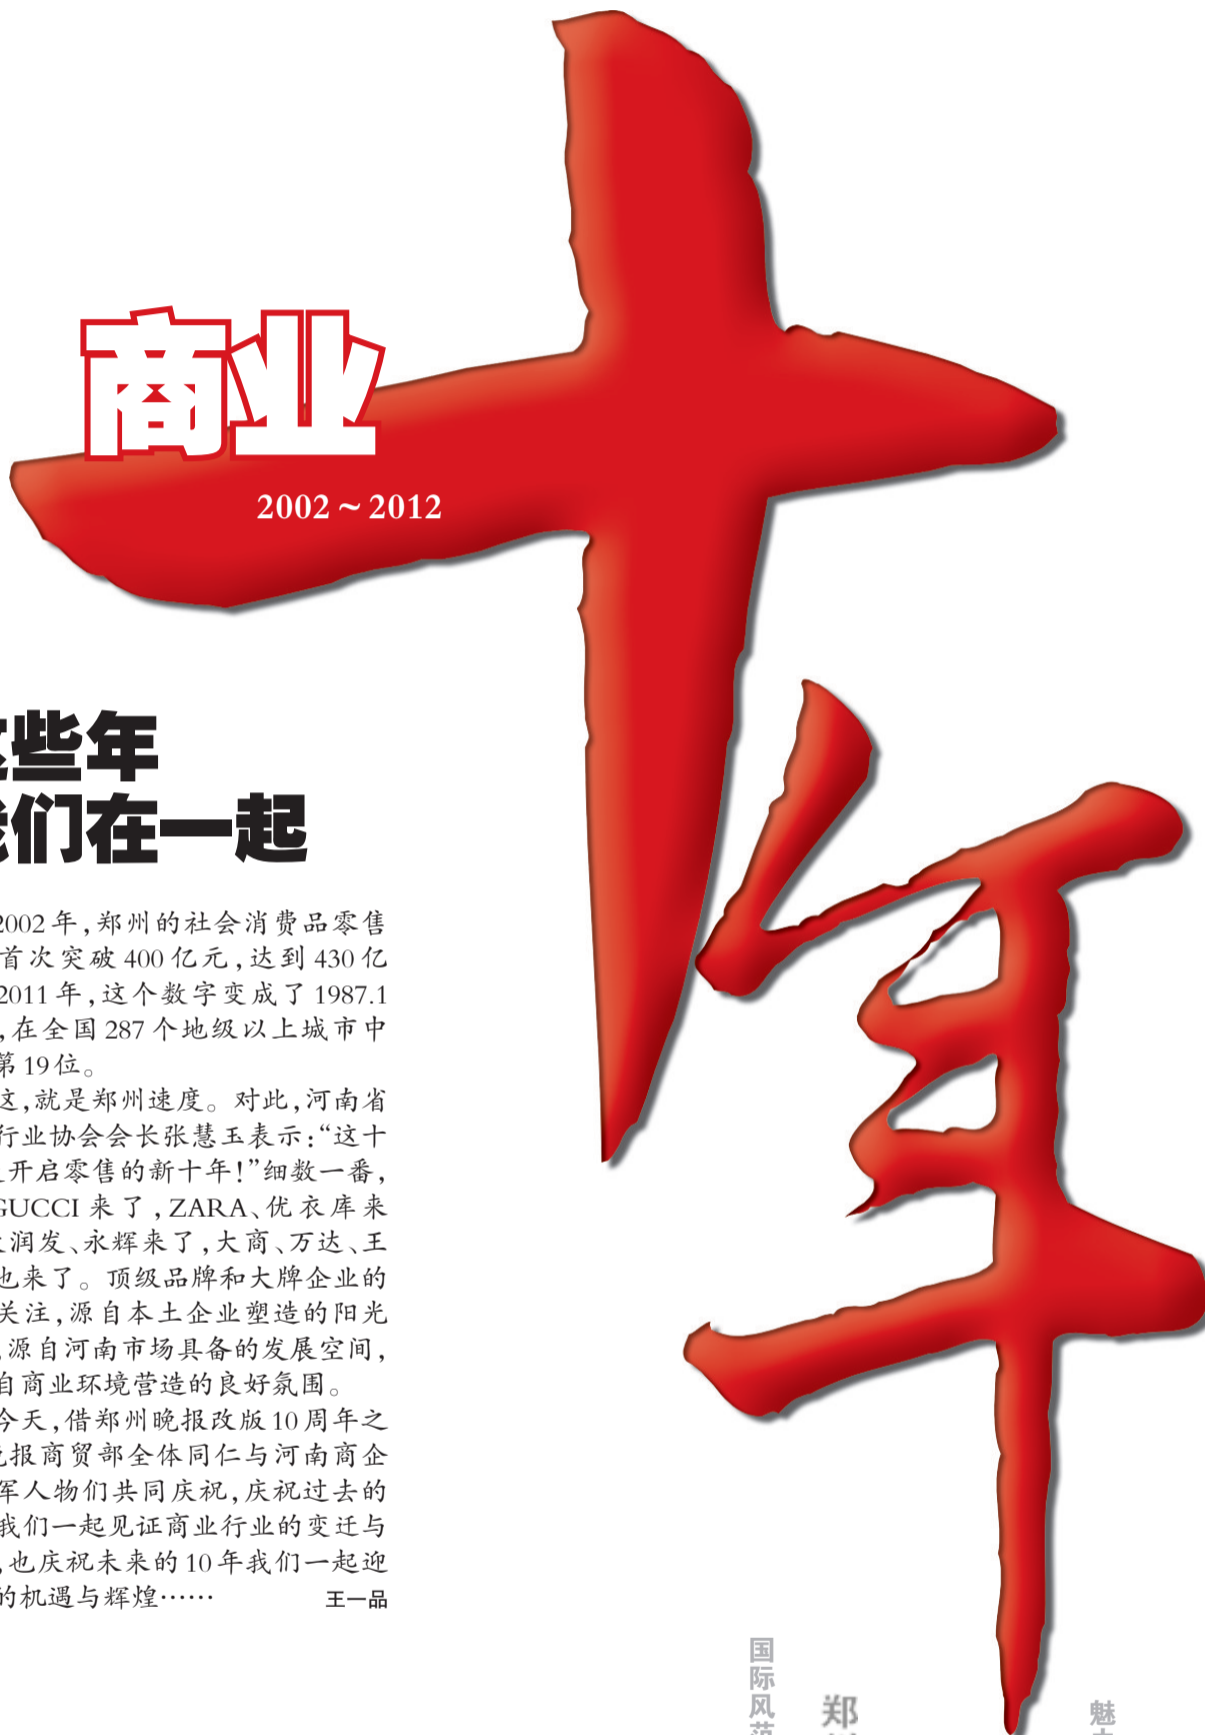 十年
商业
2002～2012
些年
们在一起
2002年,郑州的社会消费品零售
首次突破400亿元,达到430亿
2011年,这个数字变成了1987.1
,在全国287个地级以上城市中
第19位。
这,就是郑州速度。对此,河南省
行业协会会长张慧玉表示:“这十
开启零售的新十年!”细数一番,
GUCCI来了,ZARA、优衣库来
润发、永辉来了,大商、万达、王
也来了。顶级品牌和大牌企业的
关注,源自本土企业塑造的阳光
源自河南市场具备的发展空间,
自商业环境营造的良好氛围。
今天,借郑州晚报改版10周年之
报商贸部全体同仁与河南商企
军人物们共同庆祝,庆祝过去的
我们一起见证商业行业的变迁与
,也庆祝未来的10年我们一起迎
的机遇与辉煌…… 王一品
国际风范
郑
魅